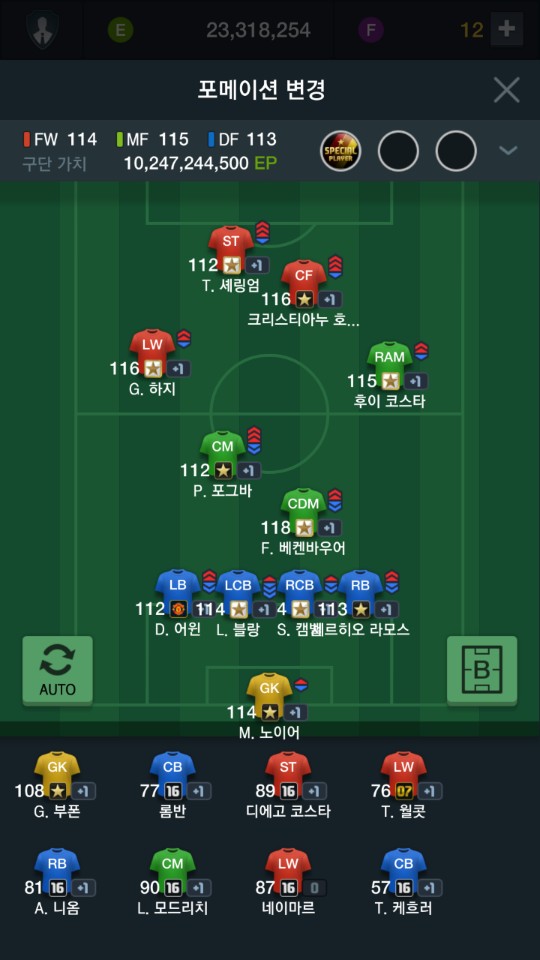 E 23,318,254 F 12 +
포메이션 변경
FW 114 MF 115 DF 113 SPECIAL PLAYER
구단 가치 10,247,244,500 EP
ST
112 +1
T. 셰링엄
CF
116 +1
크리스티아누 호...
LW
116 +1
G. 하지
RAM
115 +1
후이 코스타
CM
112 +1
P. 포그바
CDM
118 +1
F. 베켄바우어
LB LCB RCB RB
112 114 +1 4 113 +1
D. 어윈 L. 블랑 S. 캠벨 세르히오 라모스
AUTO
B
GK
114 +1
M. 노이어
GK CB ST LW
108 +1 77 16 +1 89 16 +1 76 07 +1
G. 부폰 롬반 디에고 코스타 T. 월콧
RB CM LW CB
81 16 +1 90 16 +1 87 16 0 57 16 +1
A. 니옴 L. 모드리치 네이마르 T. 케흐러